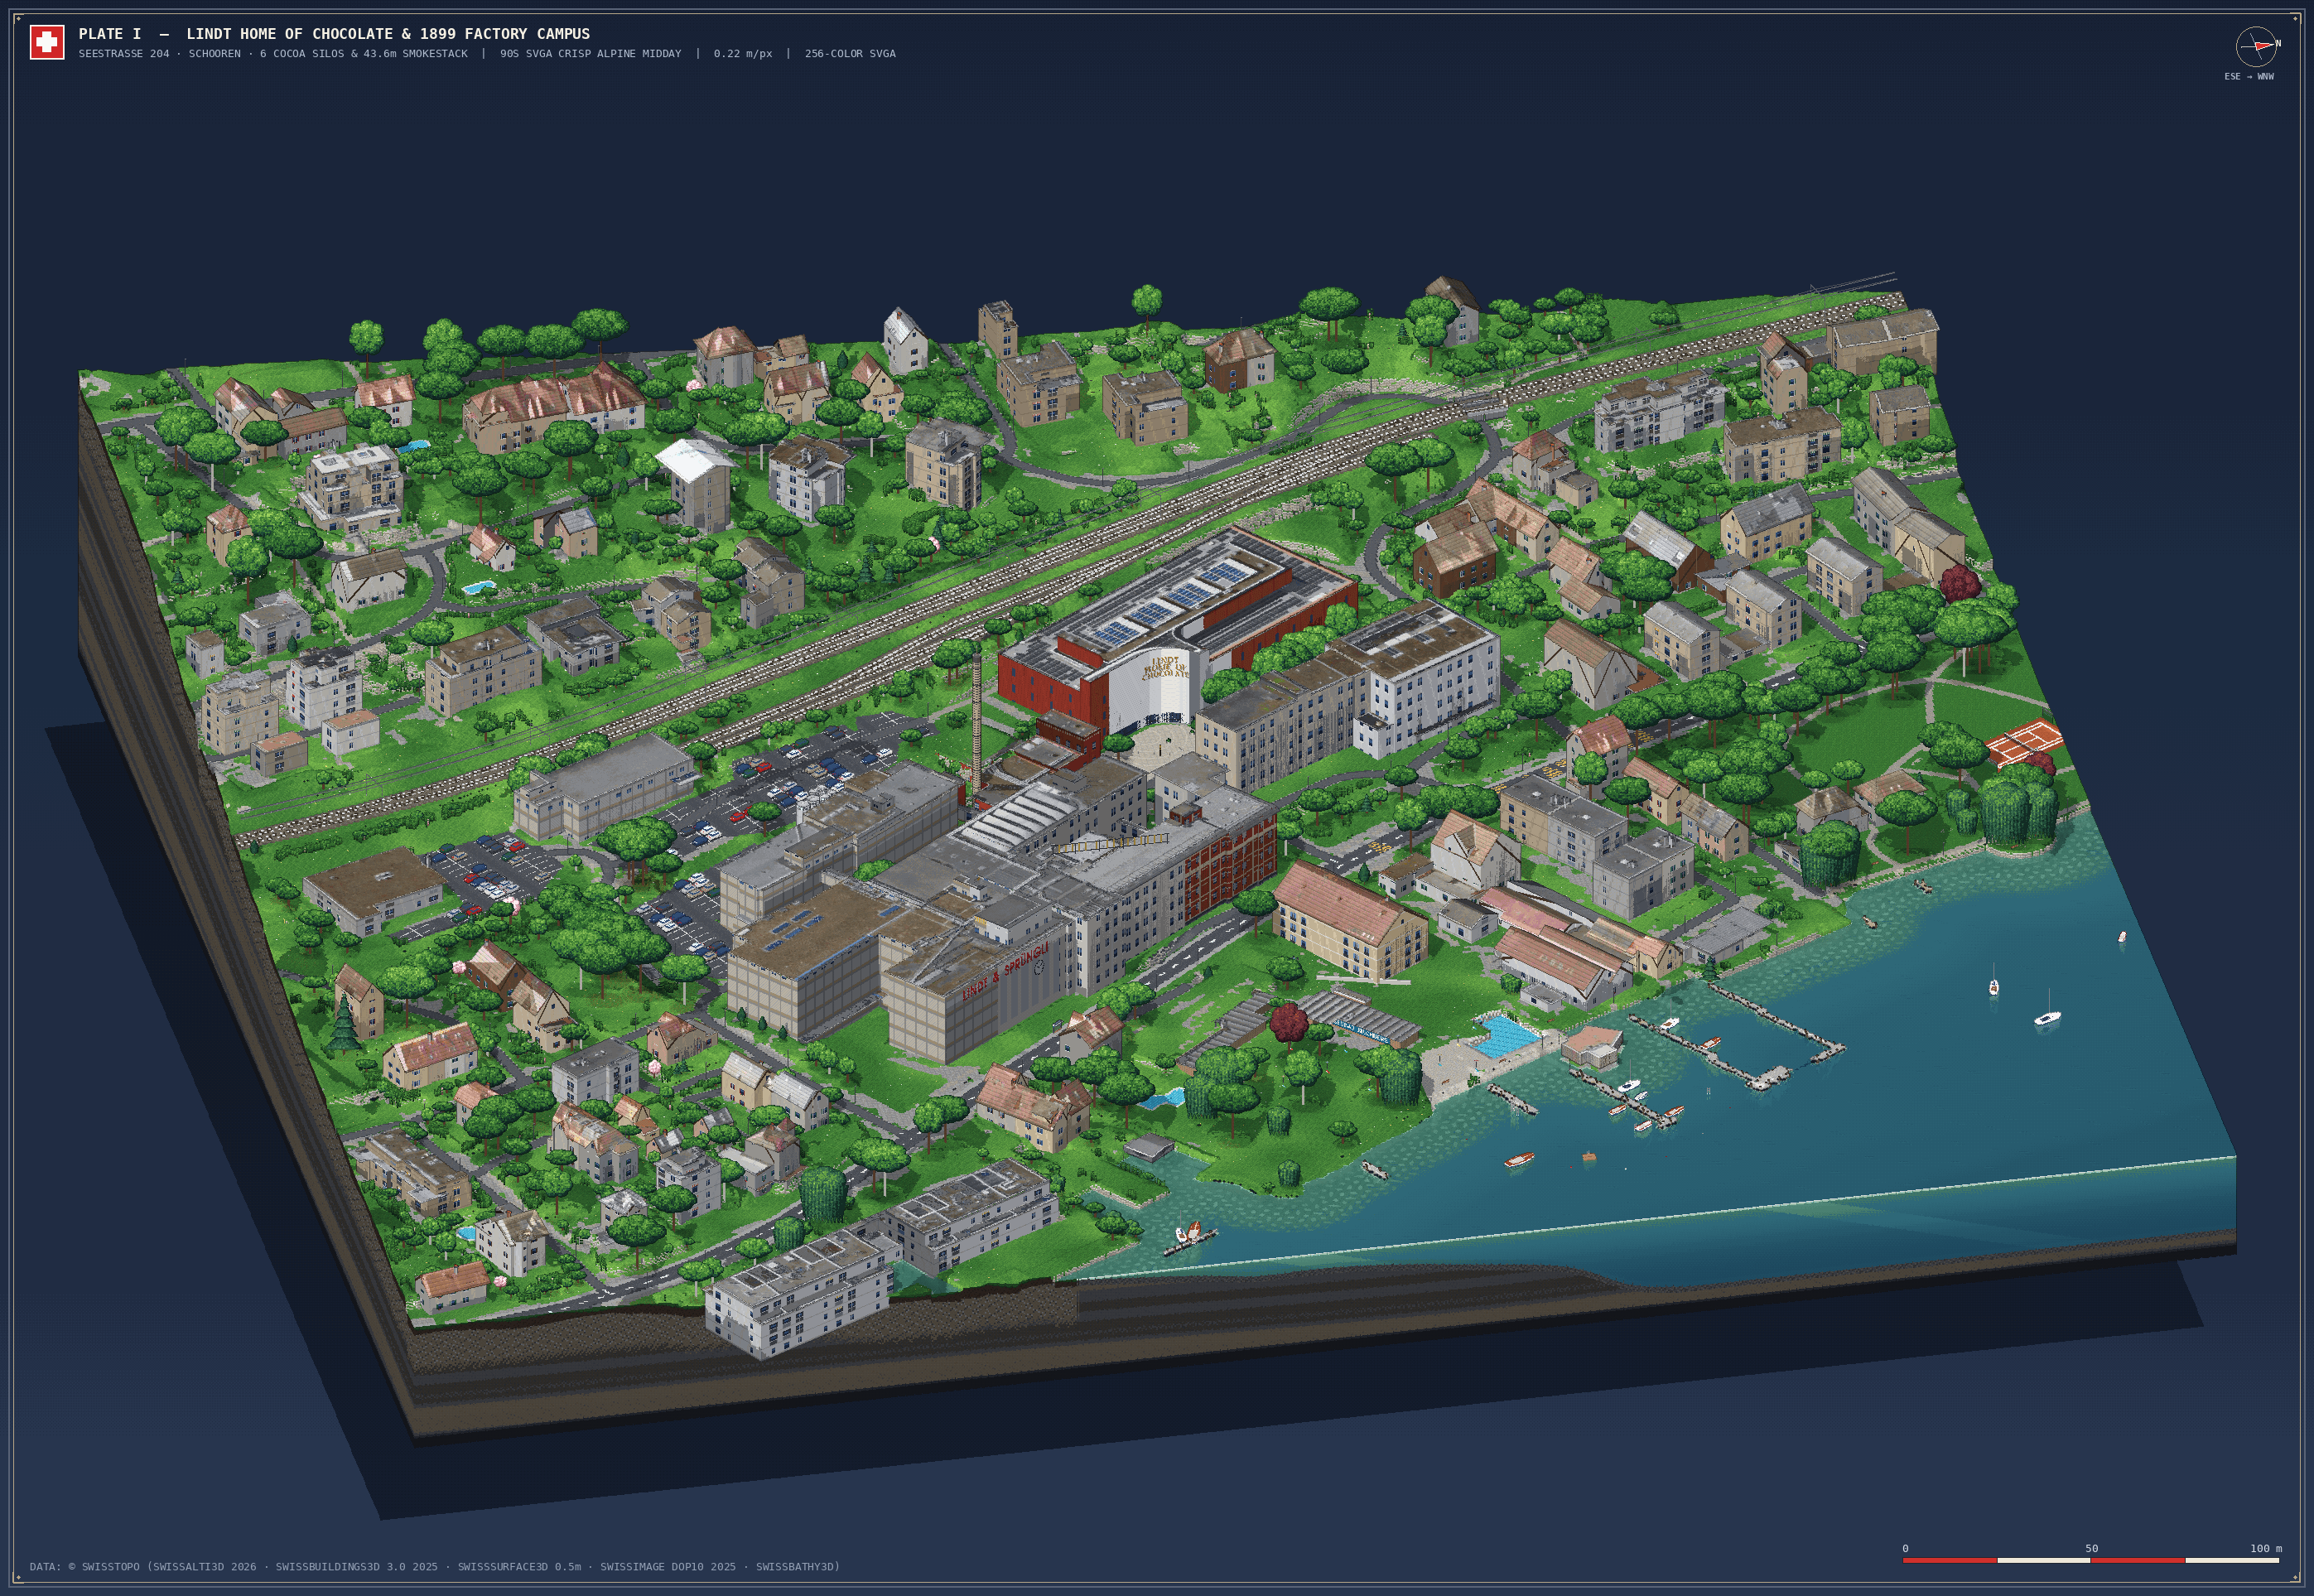 PLATE I — LINDT HOME OF CHOCOLATE & 1899 FACTORY CAMPUS
SEESTRASSE 204 · SCHOOREN · 6 COCOA SILOS & 43.6m SMOKESTACK | 90S SVGA CRISP ALPINE MIDDAY | 0.22 m/px | 256-COLOR SVGA
N
ESE → WNW
LINDT
HOME OF
CHOCOLATE
LINDT & SPRÜNGLI
DATA: © SWISSTOPO (SWISSALTI3D 2026 · SWISSBUILDINGS3D 3.0 2025 · SWISSSURFACE3D 0.5m · SWISSIMAGE DOP10 2025 · SWISSBATHY3D)
0 50 100 m